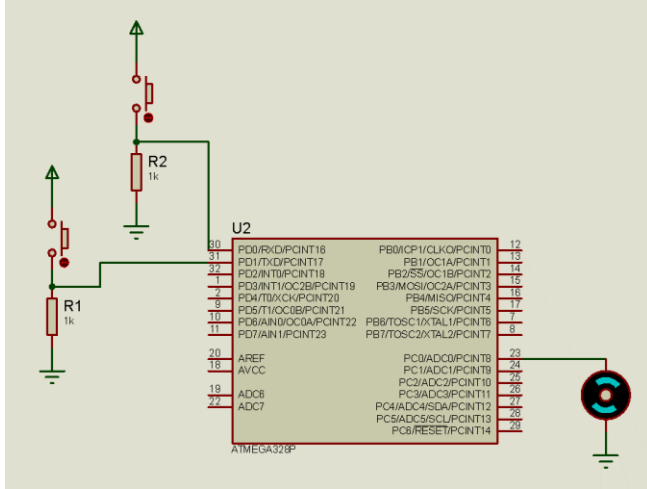 R2
1k
R1
1k
U2
30 PD0/RXD/PCINT16 PB0/ICP1/CLKO/PCINT0 12
31 PD1/TXD/PCINT17 PB1/OC1A/PCINT1 13
32 PD2/INT0/PCINT18 PB2/SS/OC1B/PCINT2 14
1 PD3/INT1/OC2B/PCINT19 PB3/MOSI/OC2A/PCINT3 15
2 PD4/T0/XCK/PCINT20 PB4/MISO/PCINT4 16
9 PD5/T1/OC0B/PCINT21 PB5/SCK/PCINT5 17
10 PD6/AIN0/OC0A/PCINT22 PB6/TOSC1/XTAL1/PCINT6 7
11 PD7/AIN1/PCINT23 PB7/TOSC2/XTAL2/PCINT7 8
20 AREF PC0/ADC0/PCINT8 23
18 AVCC PC1/ADC1/PCINT9 24
PC2/ADC2/PCINT10 25
19 ADC6 PC3/ADC3/PCINT11 26
22 ADC7 PC4/ADC4/SDA/PCINT12 27
PC5/ADC5/SCL/PCINT13 28
PC6/RESET/PCINT14 29
ATMEGA328P